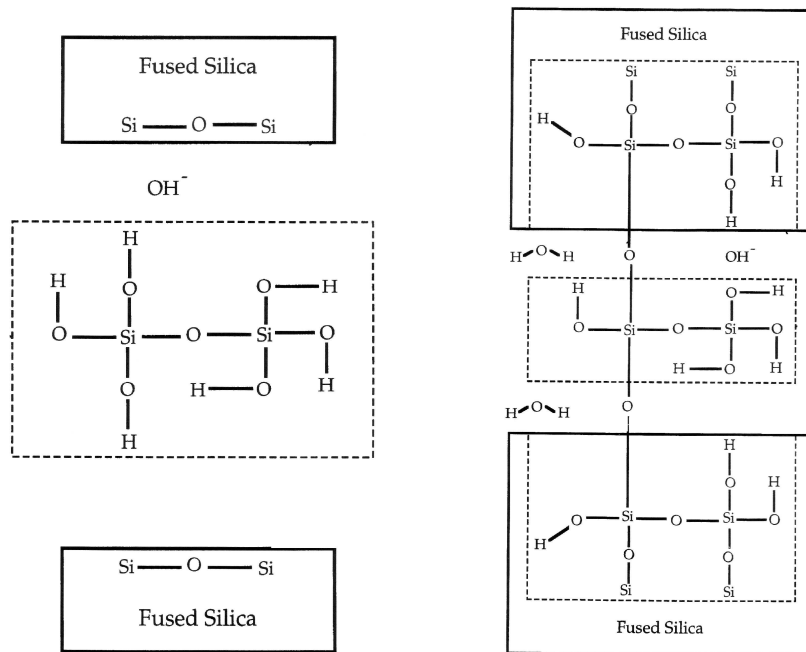 Fused Silica
Si O Si
OH⁻
H
H
O
O H
O Si O Si O
O H O H
H
Si O Si
Fused Silica
Fused Silica
Si Si
O O
H
O Si O Si O
O H
H
H O H
O
OH⁻
H
O H
O Si O Si O
H O H
H O H
O
H
O H
O Si O Si O
H
O O
Si Si
Fused Silica